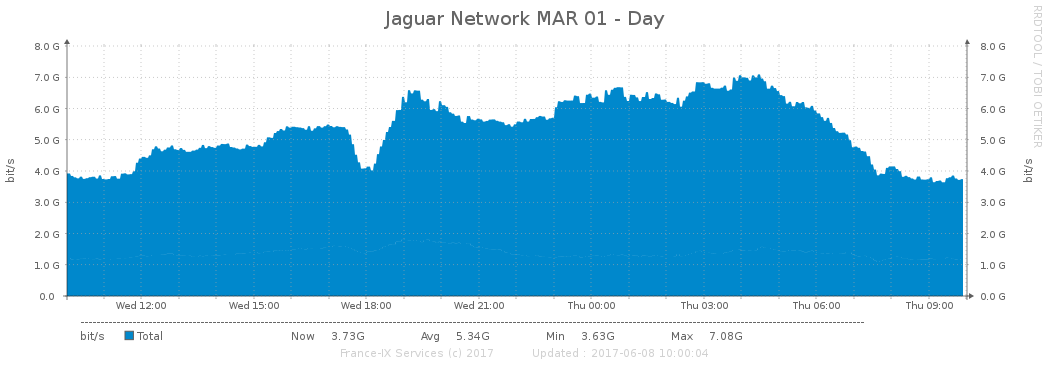 Jaguar Network MAR 01 - Day
RRDTOOL / TOBI OETIKER
8.0 G 8.0 G
7.0 G 7.0 G
6.0 G 6.0 G
5.0 G 5.0 G
4.0 G 4.0 G
3.0 G 3.0 G
2.0 G 2.0 G
1.0 G 1.0 G
0.0 0.0 G
bit/s bit/s
Wed 12:00 Wed 15:00 Wed 18:00 Wed 21:00 Thu 00:00 Thu 03:00 Thu 06:00 Thu 09:00
bit/s Total Now 3.73G Avg 5.34G Min 3.63G Max 7.08G
France-IX Services (c) 2017 Updated : 2017-06-08 10:00:04